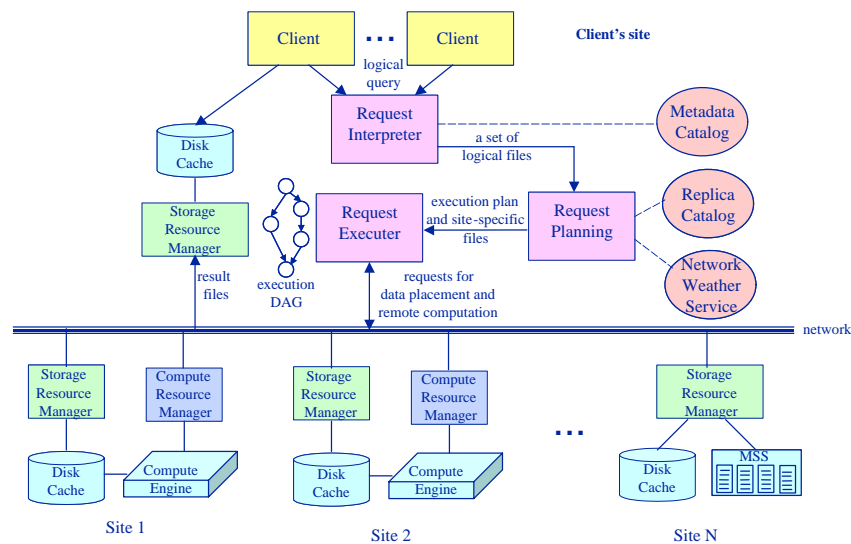 Client
...
Client
Client's site
logical
query
Request
Interpreter
Metadata
Catalog
a set of
logical files
Disk
Cache
Storage
Resource
Manager
execution
DAG
Request
Executer
execution plan
and site-specific
files
Request
Planning
Replica
Catalog
Network
Weather
Service
result
files
requests for
data placement and
remote computation
network
Storage
Resource
Manager
Compute
Resource
Manager
Disk
Cache
Compute
Engine
Site 1
Storage
Resource
Manager
Compute
Resource
Manager
Disk
Cache
Compute
Engine
Site 2
...
Storage
Resource
Manager
Disk
Cache
MSS
Site N